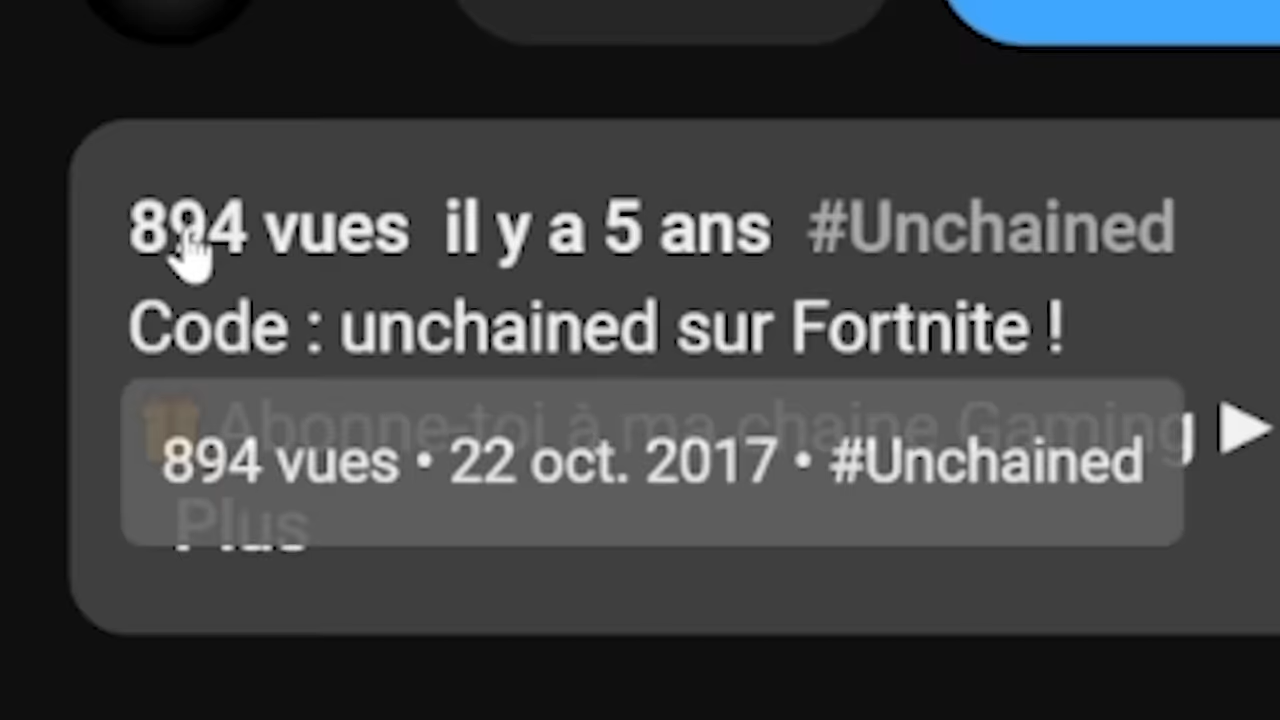 894 vues il y a 5 ans #Unchained
Code : unchained sur Fortnite !
Abonne-toi à ma chaine Gaming ▶
894 vues • 22 oct. 2017 • #Unchained
Plus